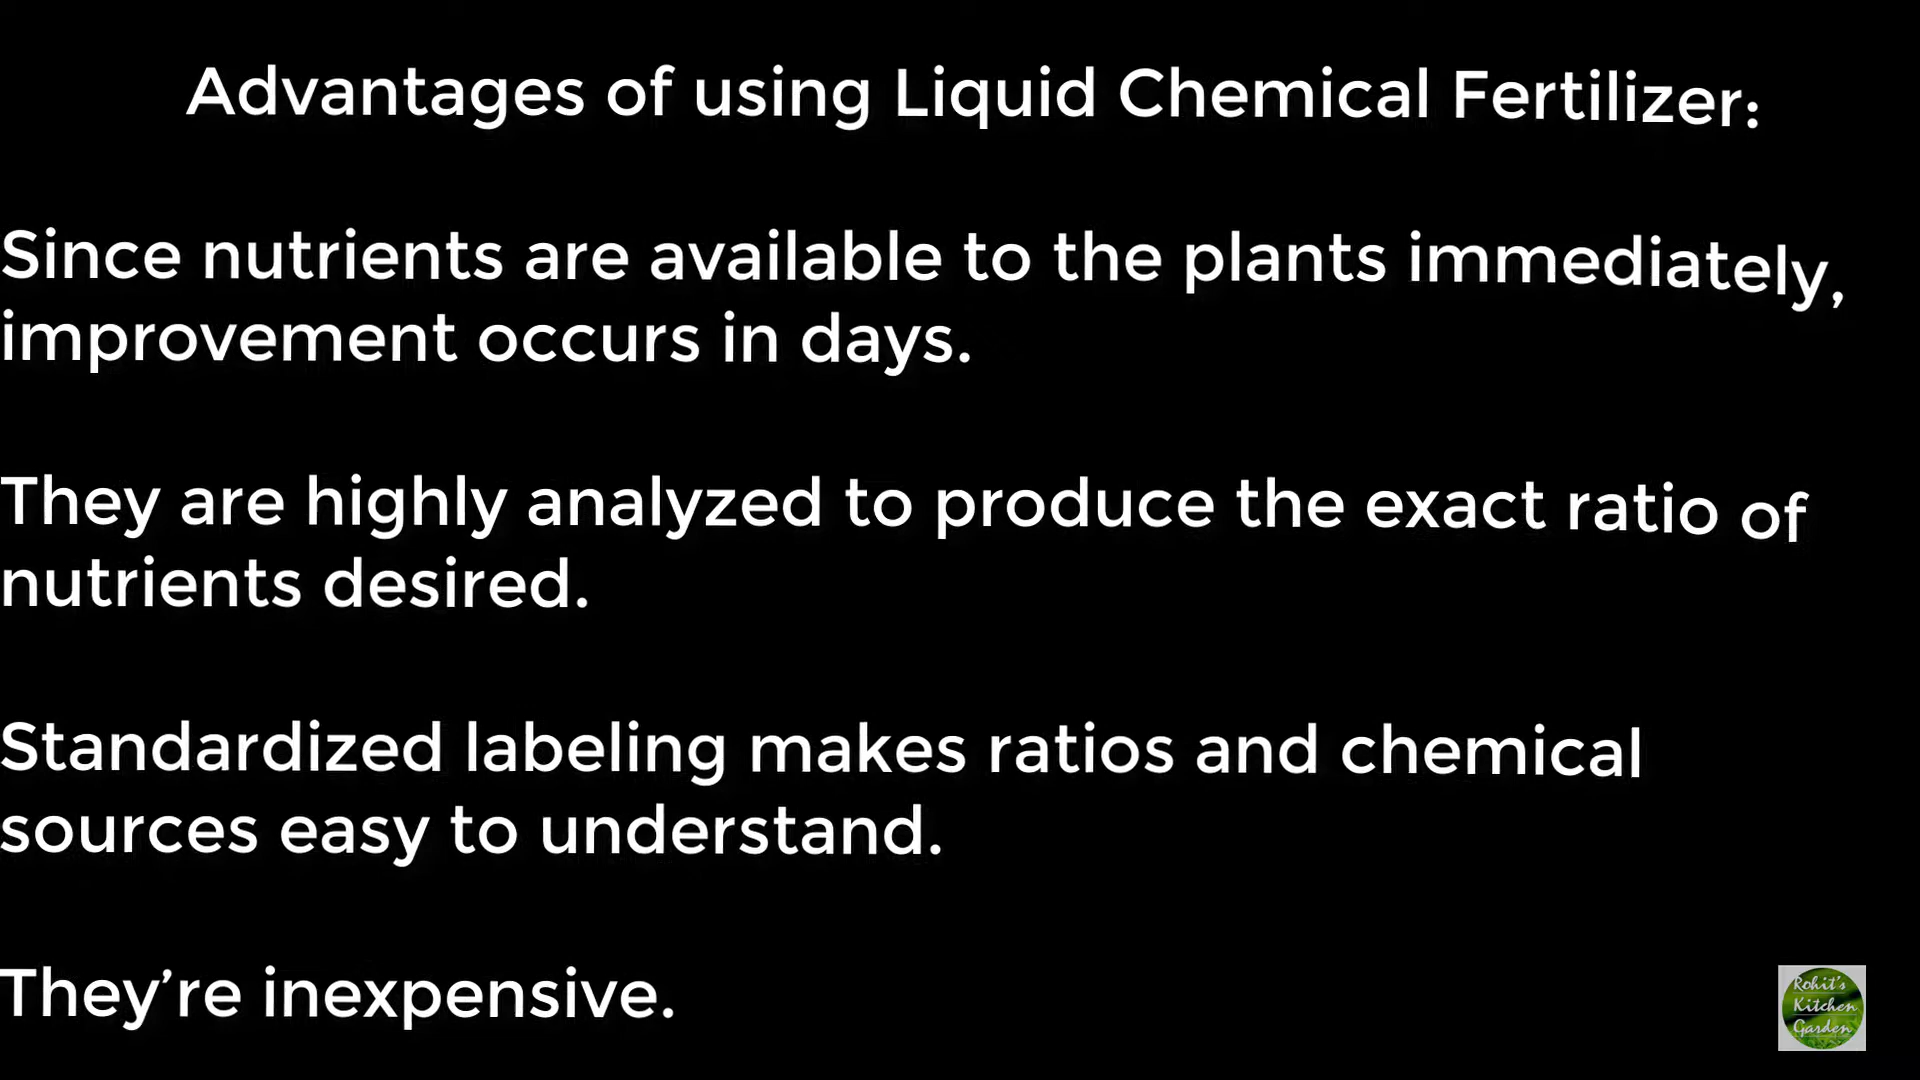 Advantages of using Liquid Chemical Fertilizer:
Since nutrients are available to the plants immediately,
improvement occurs in days.
They are highly analyzed to produce the exact ratio of
nutrients desired.
Standardized labeling makes ratios and chemical
sources easy to understand.
They’re inexpensive.
Rohit's
Kitchen
Garden